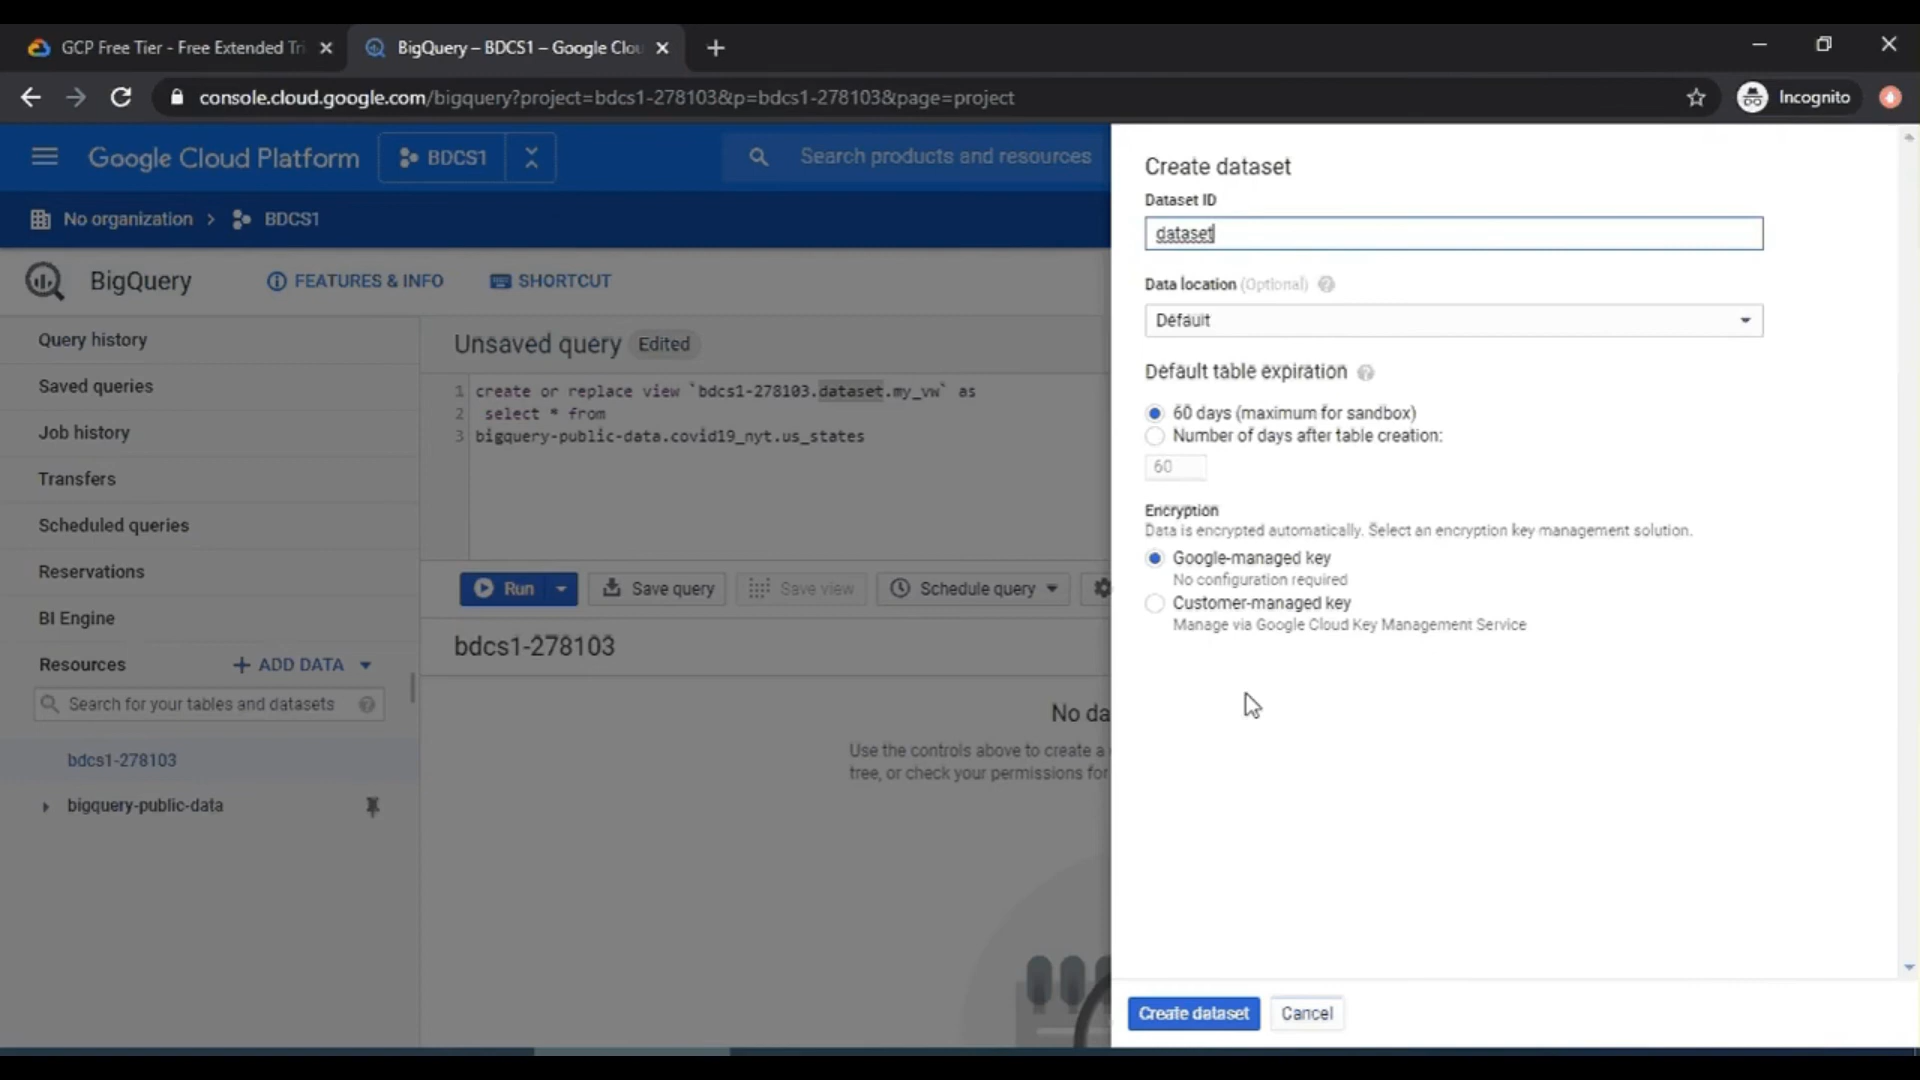 GCP Free Tier - Free Extended Tri
BigQuery – BDCS1 – Google Clou
console.cloud.google.com/bigquery?project=bdcs1-278103&p=bdcs1-278103&page=project
Incognito
Google Cloud Platform
BDCS1
Search products and resources
No organization > BDCS1
BigQuery
FEATURES & INFO
SHORTCUT
Query history
Saved queries
Job history
Transfers
Scheduled queries
Reservations
BI Engine
Resources
ADD DATA
Search for your tables and datasets
bdcs1-278103
bigquery-public-data
Unsaved query
Edited
1 create or replace view `bdcs1-278103.dataset.my_vw` as
2 select * from
3 bigquery-public-data.covid19_nyt.us_states
Run
Save query
Save view
Schedule query
bdcs1-278103
No da
Use the controls above to create a
tree, or check your permissions for
Create dataset
Dataset ID
dataset
Data location (Optional)
Default
Default table expiration
60 days (maximum for sandbox)
Number of days after table creation:
60
Encryption
Data is encrypted automatically. Select an encryption key management solution.
Google-managed key
No configuration required
Customer-managed key
Manage via Google Cloud Key Management Service
Create dataset
Cancel